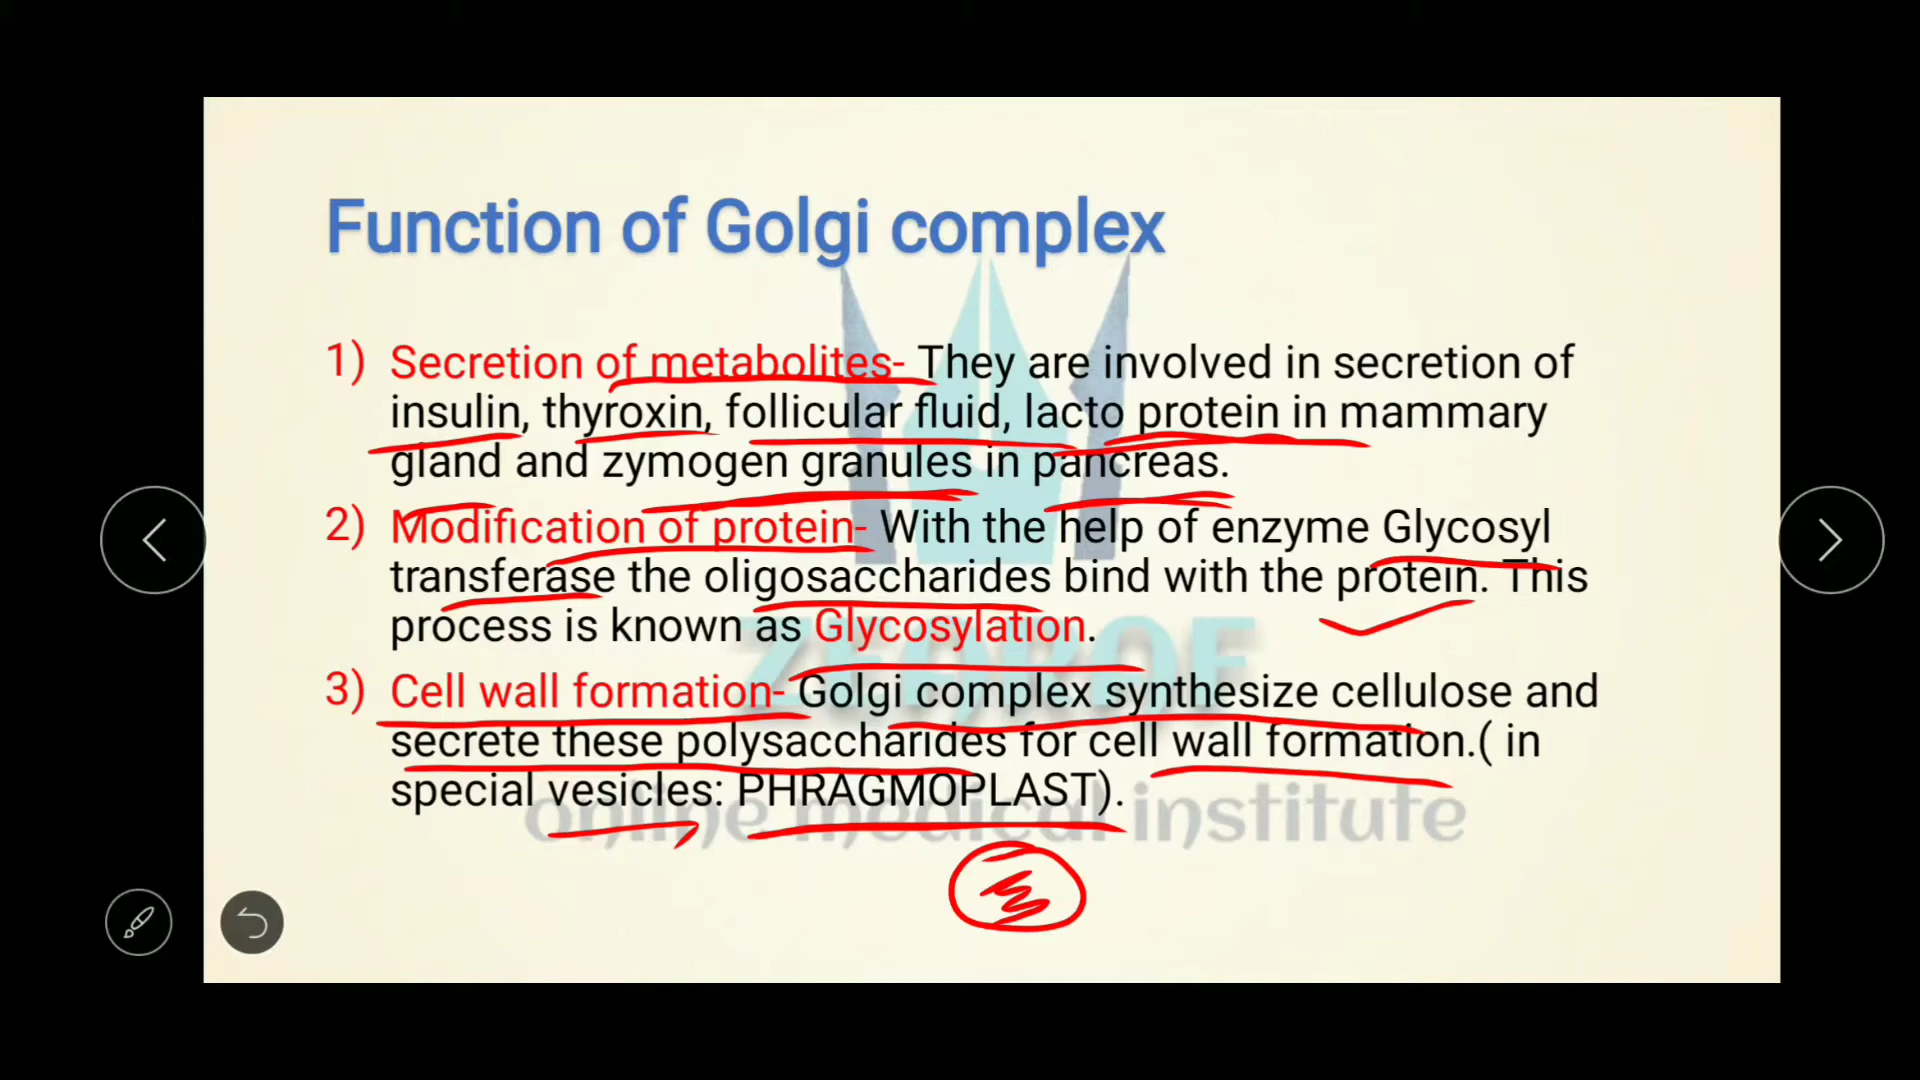 Function of Golgi complex
1) Secretion of metabolites- They are involved in secretion of
insulin, thyroxin, follicular fluid, lacto protein in mammary
gland and zymogen granules in pancreas.
2) Modification of protein- With the help of enzyme Glycosyl
transferase the oligosaccharides bind with the protein. This
process is known as Glycosylation.
3) Cell wall formation- Golgi complex synthesize cellulose and
secrete these polysaccharides for cell wall formation.( in
special vesicles: PHRAGMOPLAST).
online medical institute